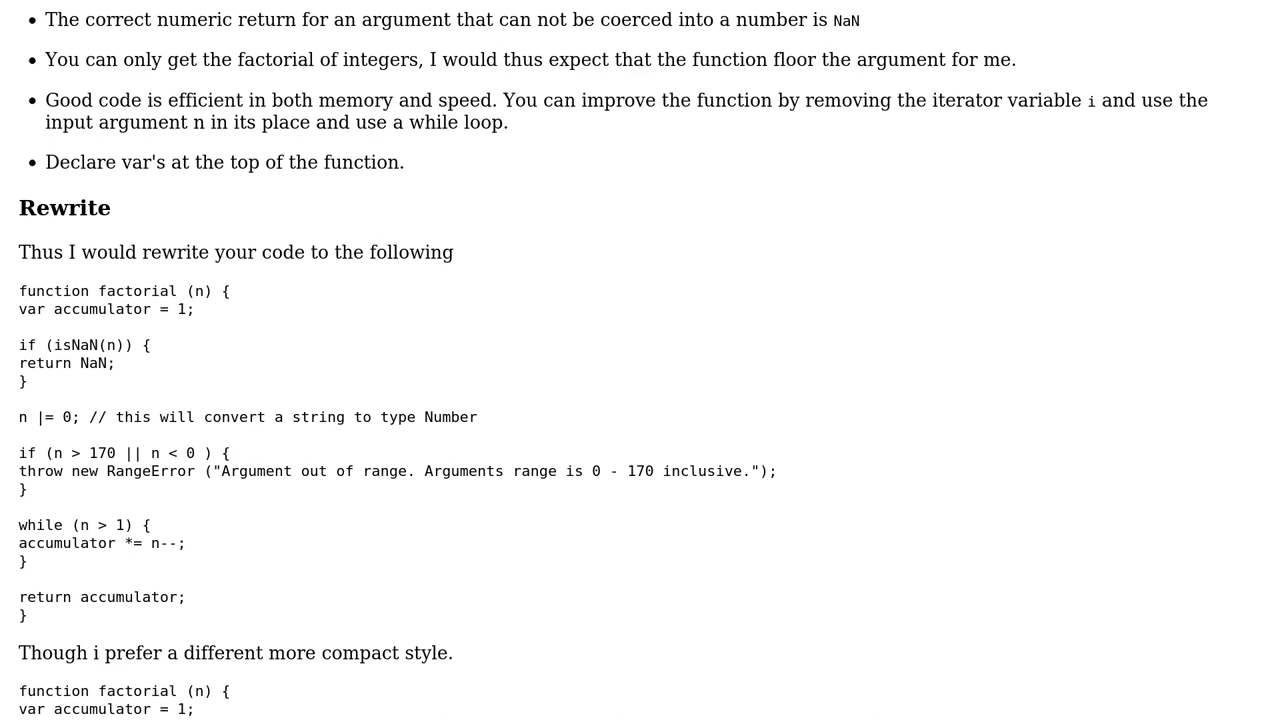 • The correct numeric return for an argument that can not be coerced into a number is NaN
• You can only get the factorial of integers, I would thus expect that the function floor the argument for me.
• Good code is efficient in both memory and speed. You can improve the function by removing the iterator variable i and use the
input argument n in its place and use a while loop.
• Declare var's at the top of the function.
Rewrite
Thus I would rewrite your code to the following
function factorial (n) {
var accumulator = 1;
if (isNaN(n)) {
return NaN;
}
n |= 0; // this will convert a string to type Number
if (n > 170 || n < 0 ) {
throw new RangeError ("Argument out of range. Arguments range is 0 - 170 inclusive.");
}
while (n > 1) {
accumulator *= n--;
}
return accumulator;
}
Though i prefer a different more compact style.
function factorial (n) {
var accumulator = 1;